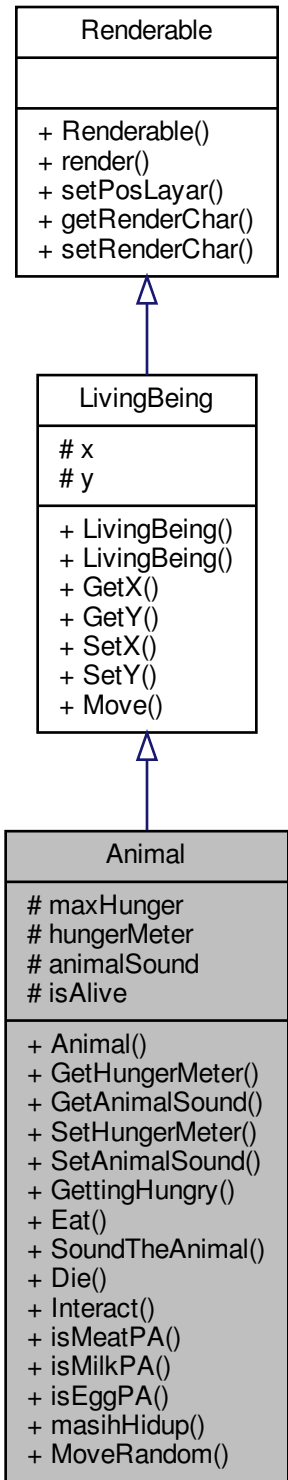 Renderable
+ Renderable()
+ render()
+ setPosLayar()
+ getRenderChar()
+ setRenderChar()
LivingBeing
# x
# y
+ LivingBeing()
+ LivingBeing()
+ GetX()
+ GetY()
+ SetX()
+ SetY()
+ Move()
Animal
# maxHunger
# hungerMeter
# animalSound
# isAlive
+ Animal()
+ GetHungerMeter()
+ GetAnimalSound()
+ SetHungerMeter()
+ SetAnimalSound()
+ GettingHungry()
+ Eat()
+ SoundTheAnimal()
+ Die()
+ Interact()
+ isMeatPA()
+ isMilkPA()
+ isEggPA()
+ masihHidup()
+ MoveRandom()